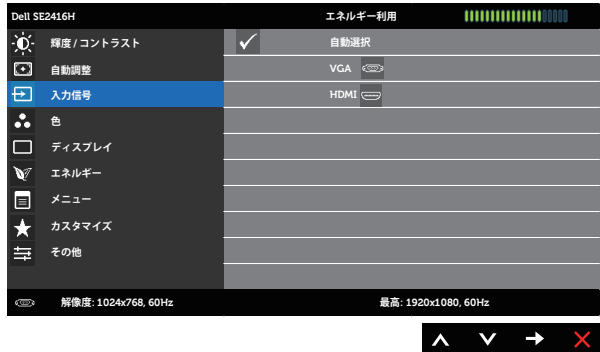 Dell SE2416H エネルギー利用
輝度/コントラスト
自動選択
自動調整
VGA
入力信号
HDMI
色
ディスプレイ
エネルギー
メニュー
カスタマイズ
その他
解像度: 1024x768, 60Hz 最高: 1920x1080, 60Hz